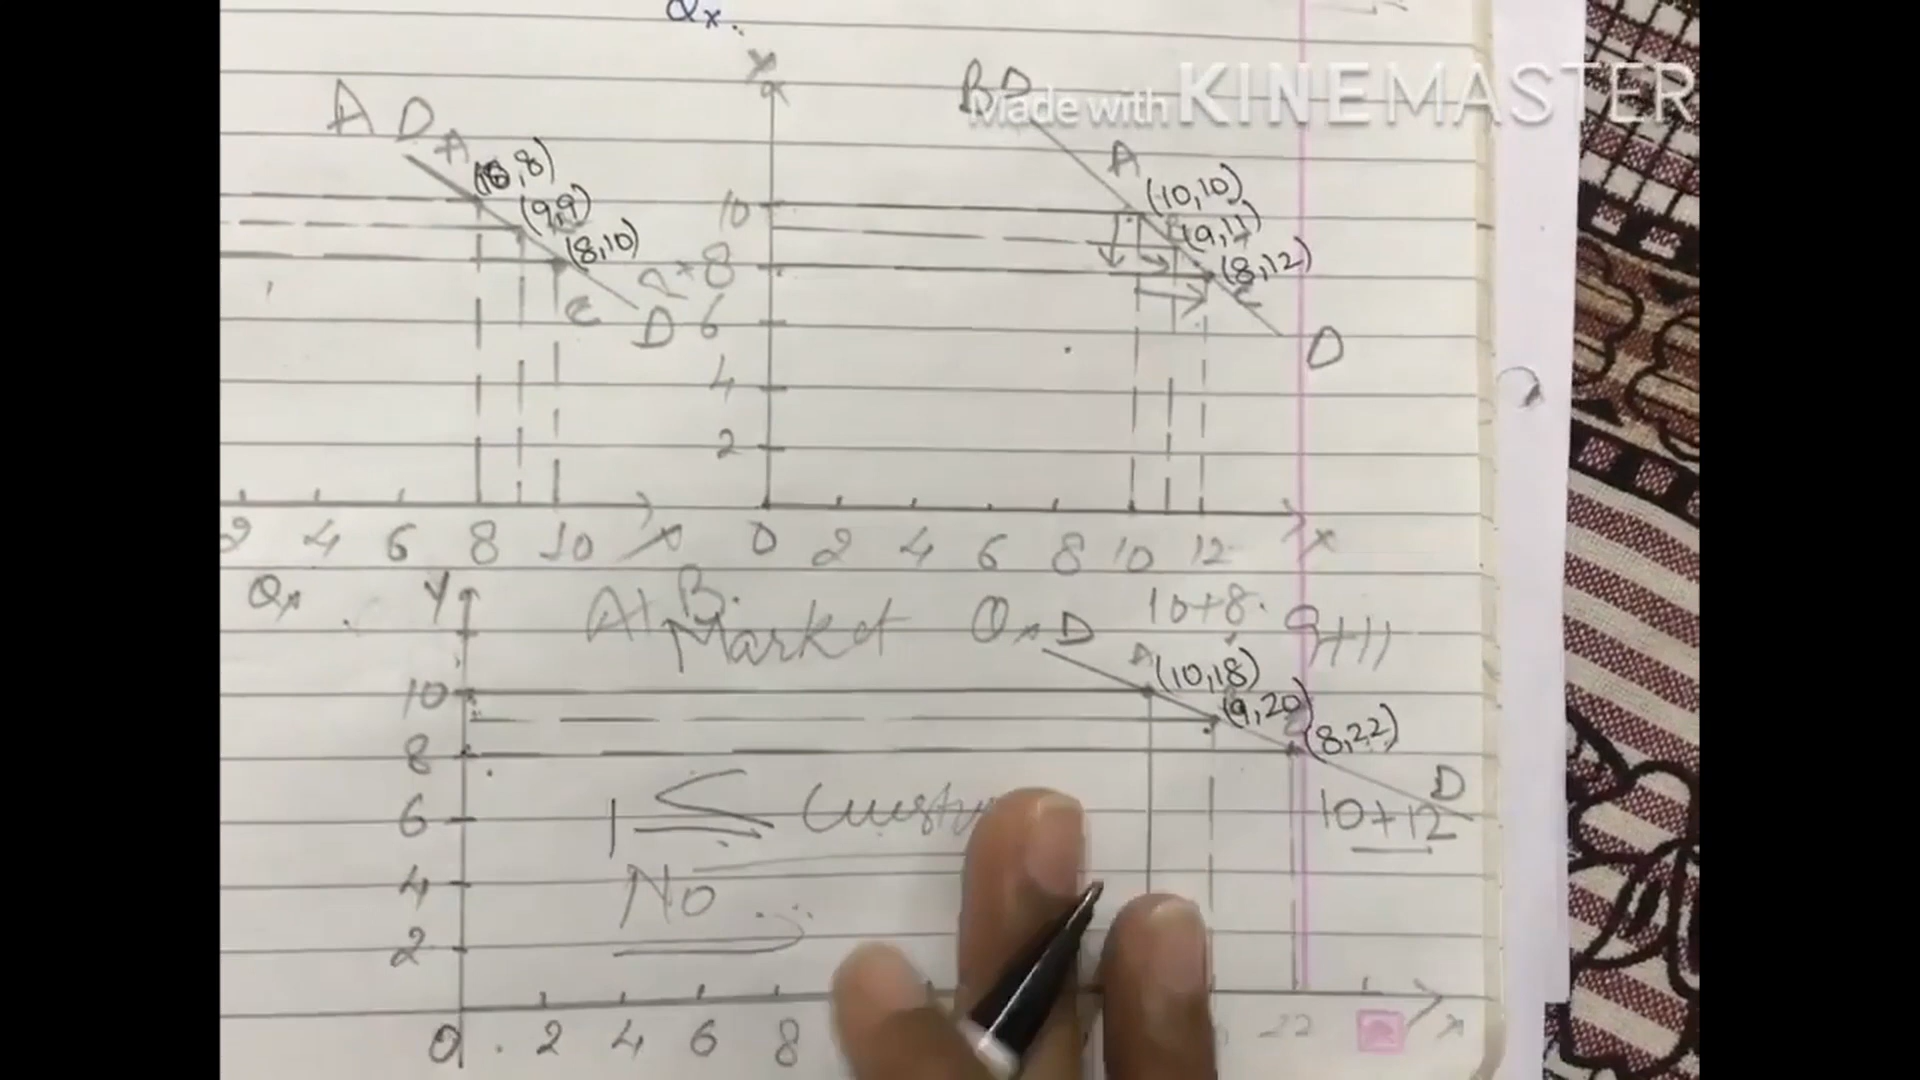 Qx.
Y
A D
B D
Made with KINEMASTER
A
(10,8)
(9,9)
(8,10)
C
D
10
8
6
4
2
A
(10,10)
(9,11)
(8,12)
C
D
2 4 6 8 10 X
0 2 4 6 8 10 12 X
Qx
Y
A+B.
Market
Qx D
10+8.
9+11
A
(10,18)
(9,20)
(8,22)
D
10+12
10
8
6
4
2
No
0 2 4 6 8 22 X